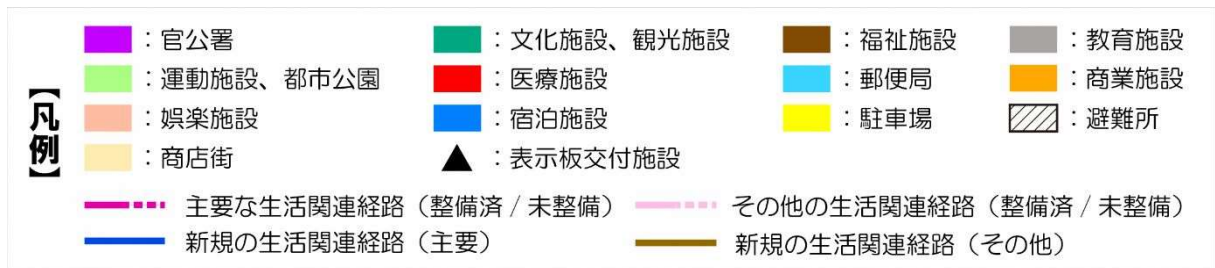 【凡例】
：官公署 ：文化施設、観光施設 ：福祉施設 ：教育施設
：運動施設、都市公園 ：医療施設 ：郵便局 ：商業施設
：娯楽施設 ：宿泊施設 ：駐車場 ：避難所
：商店街 ：表示板交付施設
主要な生活関連経路（整備済 / 未整備） その他の生活関連経路（整備済 / 未整備）
新規の生活関連経路（主要） 新規の生活関連経路（その他）